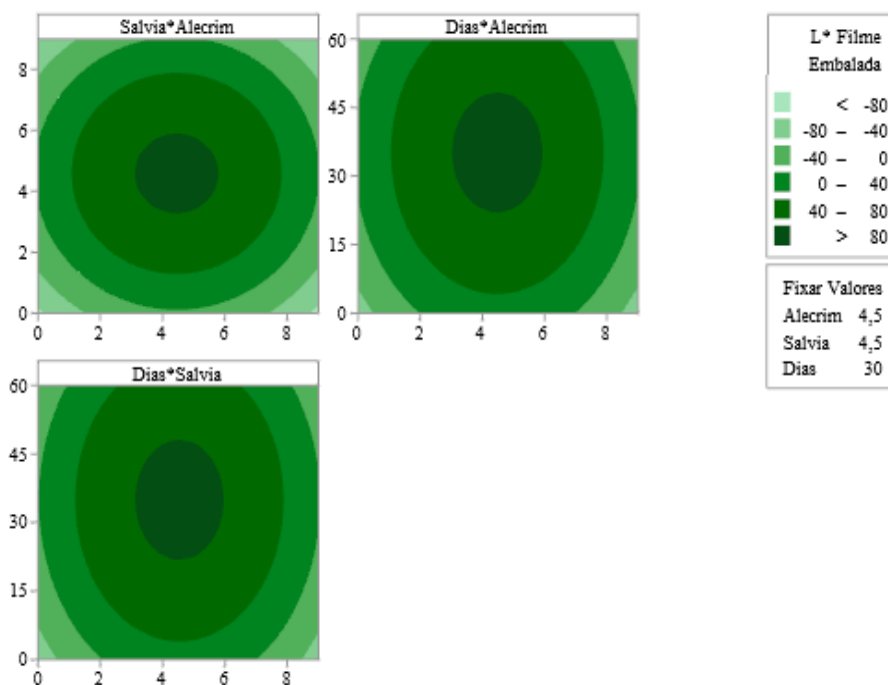 Salvia*Alecrim
8
6
4
2
0
0 2 4 6 8
Dias*Alecrim
60
45
30
15
0
0 2 4 6 8
Dias*Salvia
60
45
30
15
0
0 2 4 6 8
L* Filme
Embalada
< -80
-80 – -40
-40 – 0
0 – 40
40 – 80
> 80
Fixar Valores
Alecrim 4,5
Salvia 4,5
Dias 30